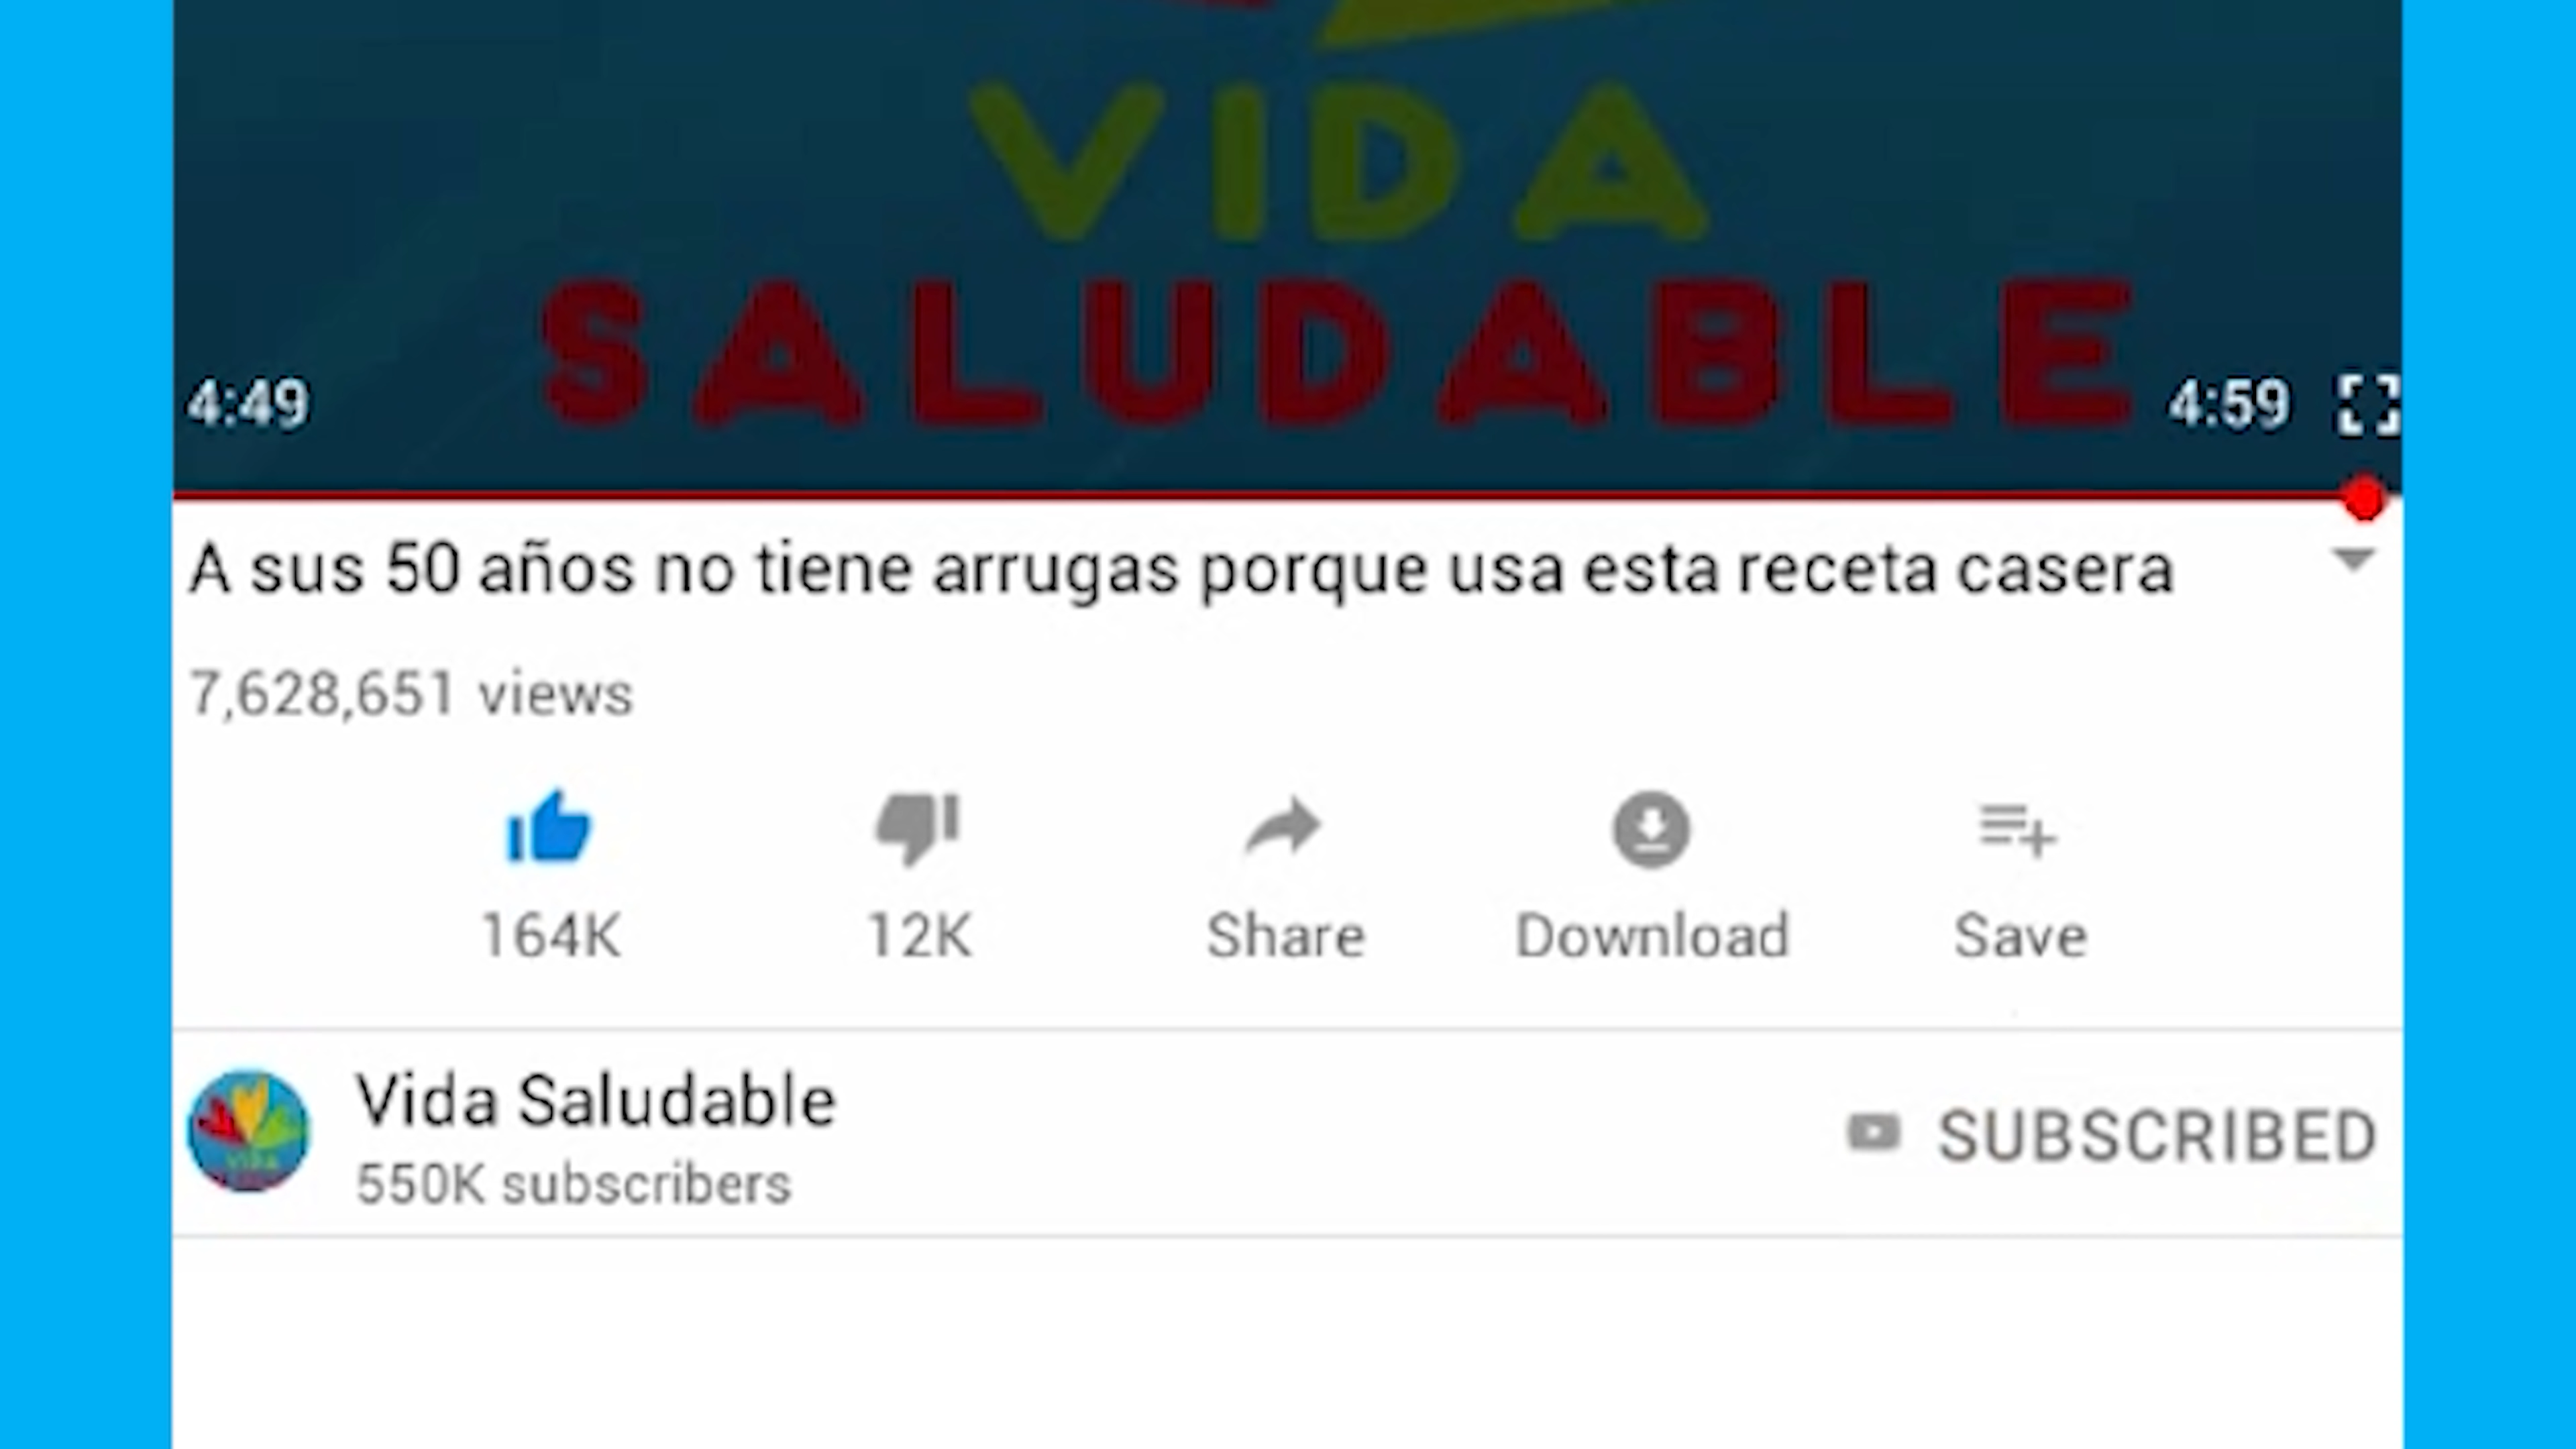 VIDA
SALUDABLE
4:49
4:59
A sus 50 años no tiene arrugas porque usa esta receta casera
7,628,651 views
164K
12K
Share
Download
Save
Vida Saludable
550K subscribers
SUBSCRIBED
VIDA